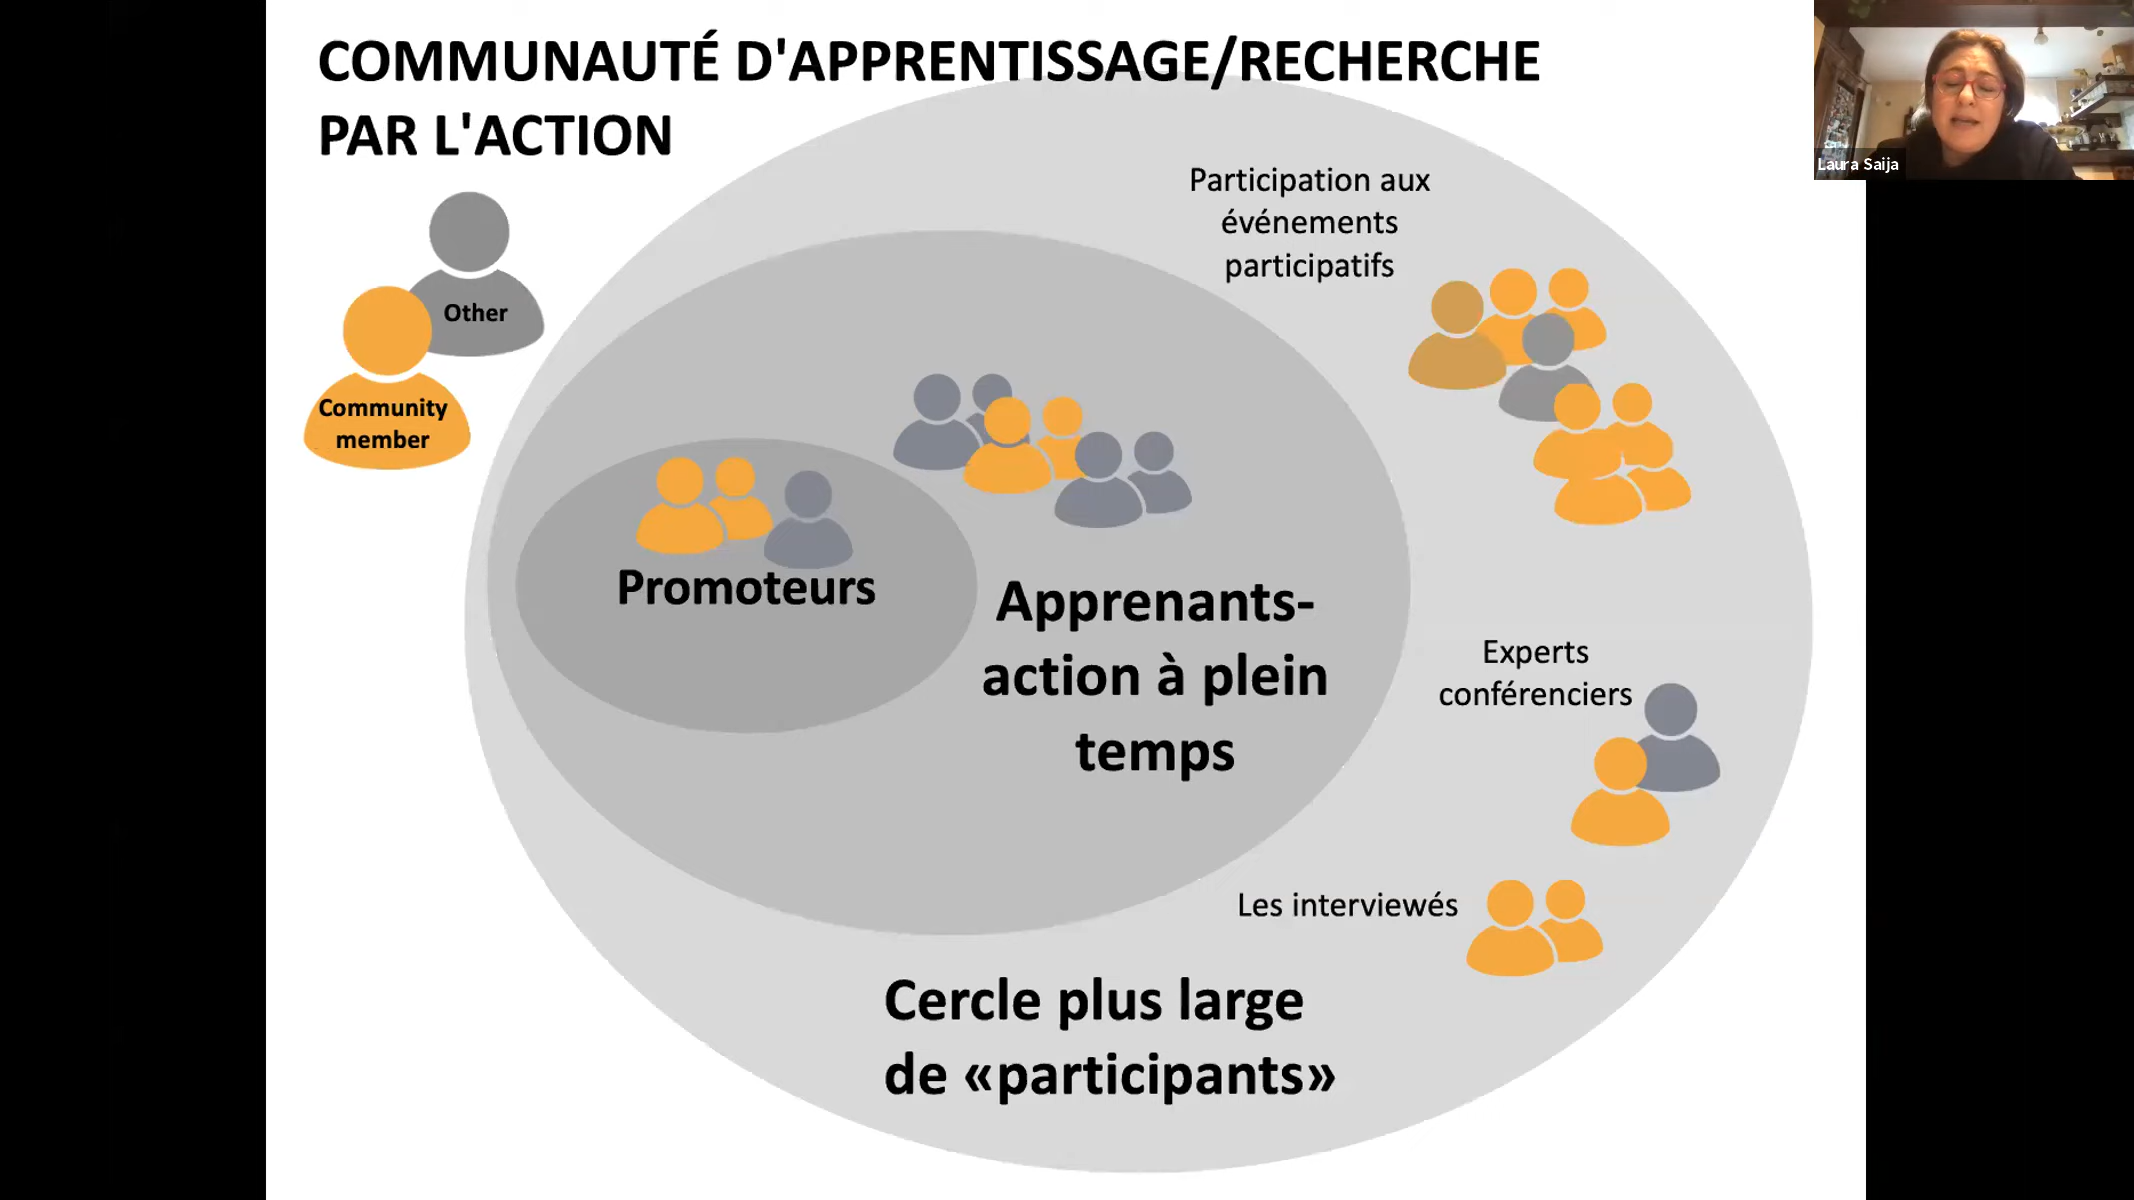 COMMUNAUTÉ D'APPRENTISSAGE/RECHERCHE
PAR L'ACTION
Laura Saija
Participation aux
événements
participatifs
Other
Community
member
Promoteurs
Apprenants-
action à plein
temps
Experts
conférenciers
Les interviewés
Cercle plus large
de «participants»